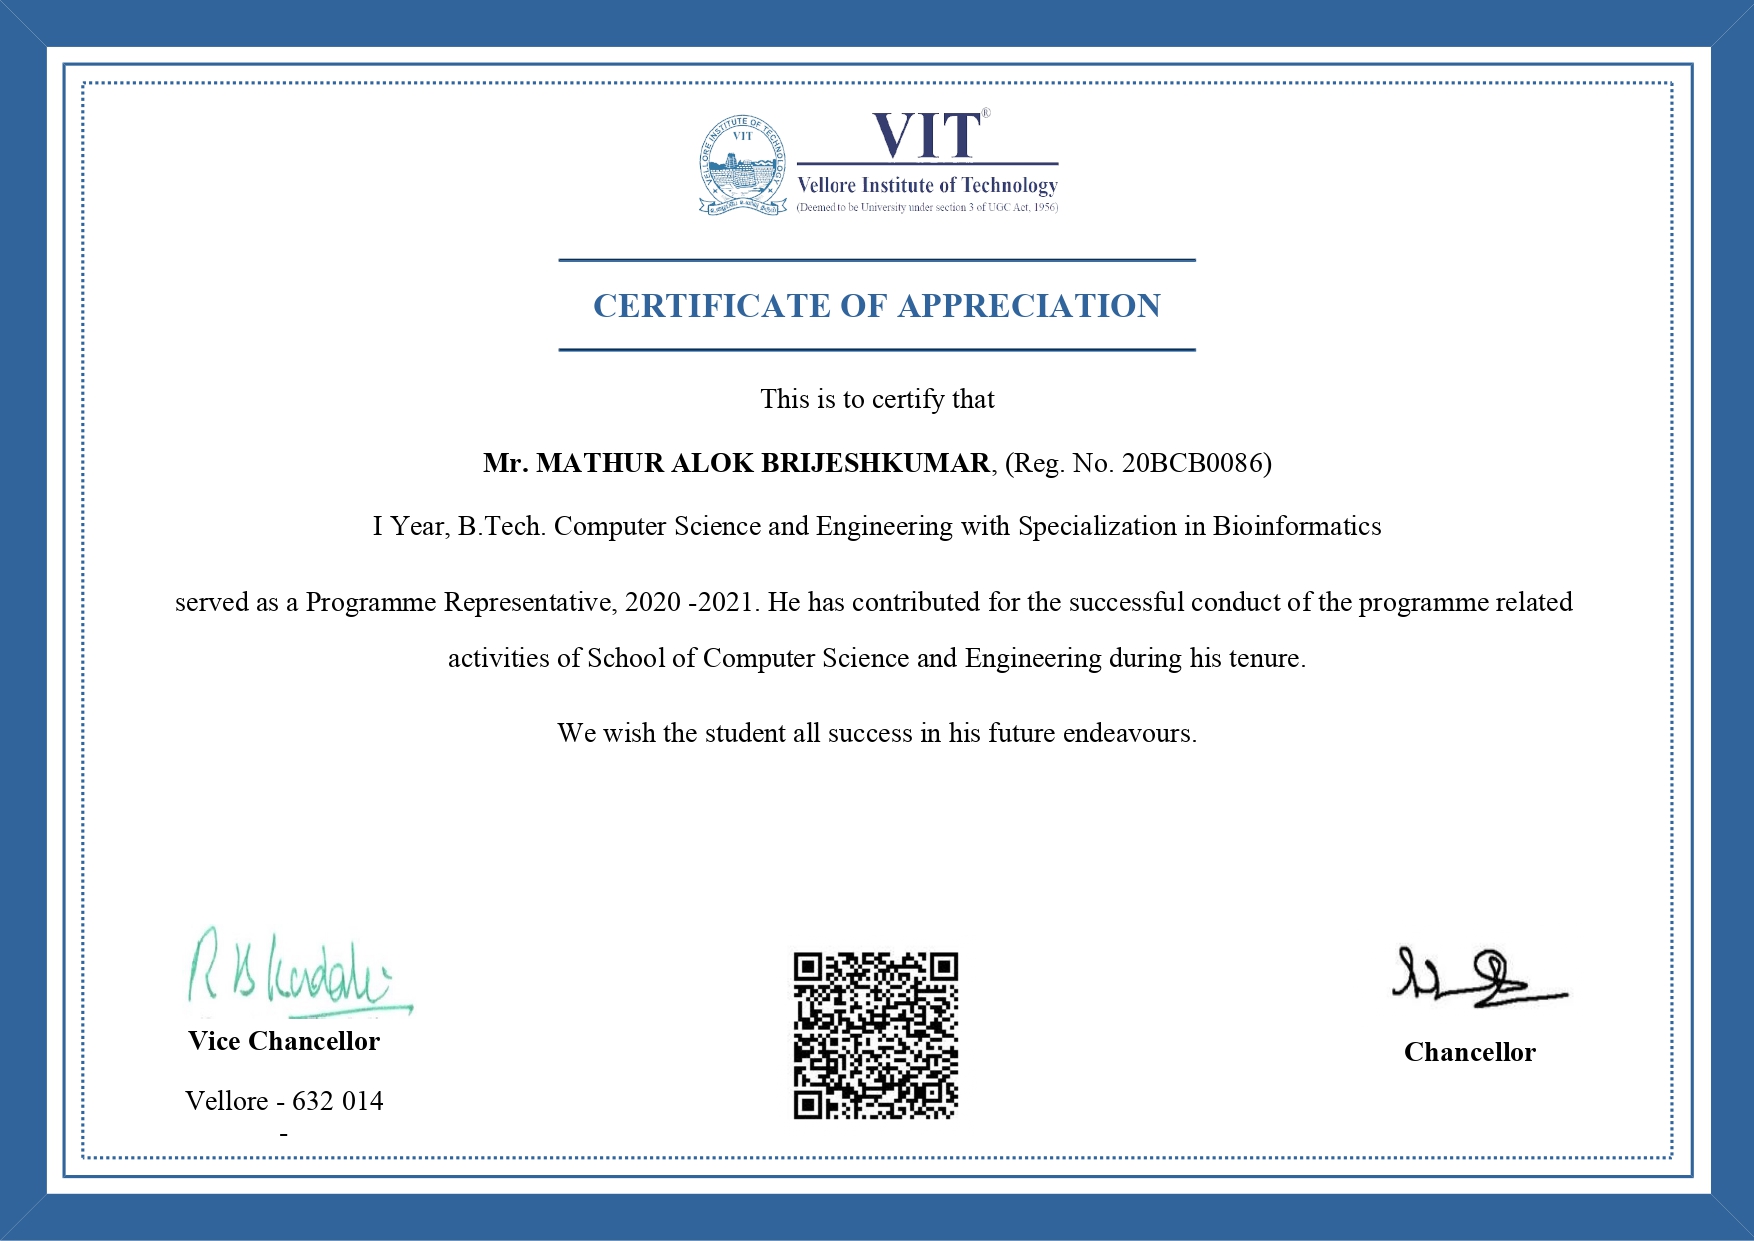 VELLORE INSTITUTE OF TECHNOLOGY
VIT
VIT®
Vellore Institute of Technology
(Deemed to be University under section 3 of UGC Act, 1956)
CERTIFICATE OF APPRECIATION
This is to certify that
Mr. MATHUR ALOK BRIJESHKUMAR, (Reg. No. 20BCB0086)
I Year, B.Tech. Computer Science and Engineering with Specialization in Bioinformatics
served as a Programme Representative, 2020 -2021. He has contributed for the successful conduct of the programme related
activities of School of Computer Science and Engineering during his tenure.
We wish the student all success in his future endeavours.
Vice Chancellor
Chancellor
Vellore - 632 014
-